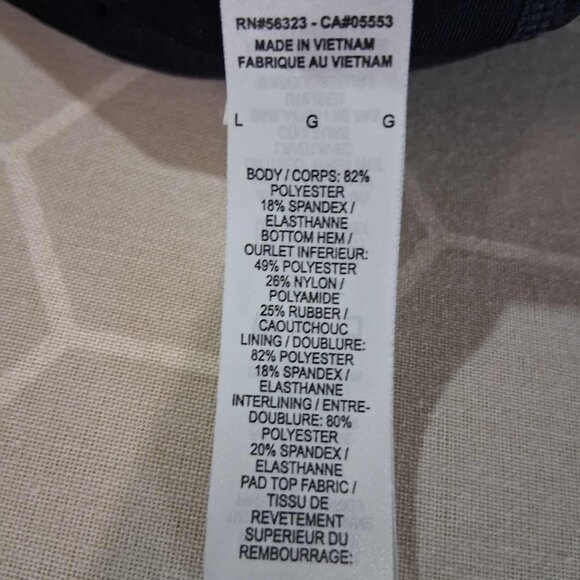 RN#56323 - CA#05553
MADE IN VIETNAM
FABRIQUE AU VIETNAM
L G G
BODY / CORPS: 82%
POLYESTER
18% SPANDEX /
ELASTHANNE
BOTTOM HEM /
OURLET INFERIEUR:
49% POLYESTER
26% NYLON /
POLYAMIDE
25% RUBBER /
CAOUTCHOUC
LINING / DOUBLURE:
82% POLYESTER
18% SPANDEX /
ELASTHANNE
INTERLINING / ENTRE-
DOUBLURE: 80%
POLYESTER
20% SPANDEX /
ELASTHANNE
PAD TOP FABRIC /
TISSU DE
REVETEMENT
SUPERIEUR DU
REMBOURRAGE: